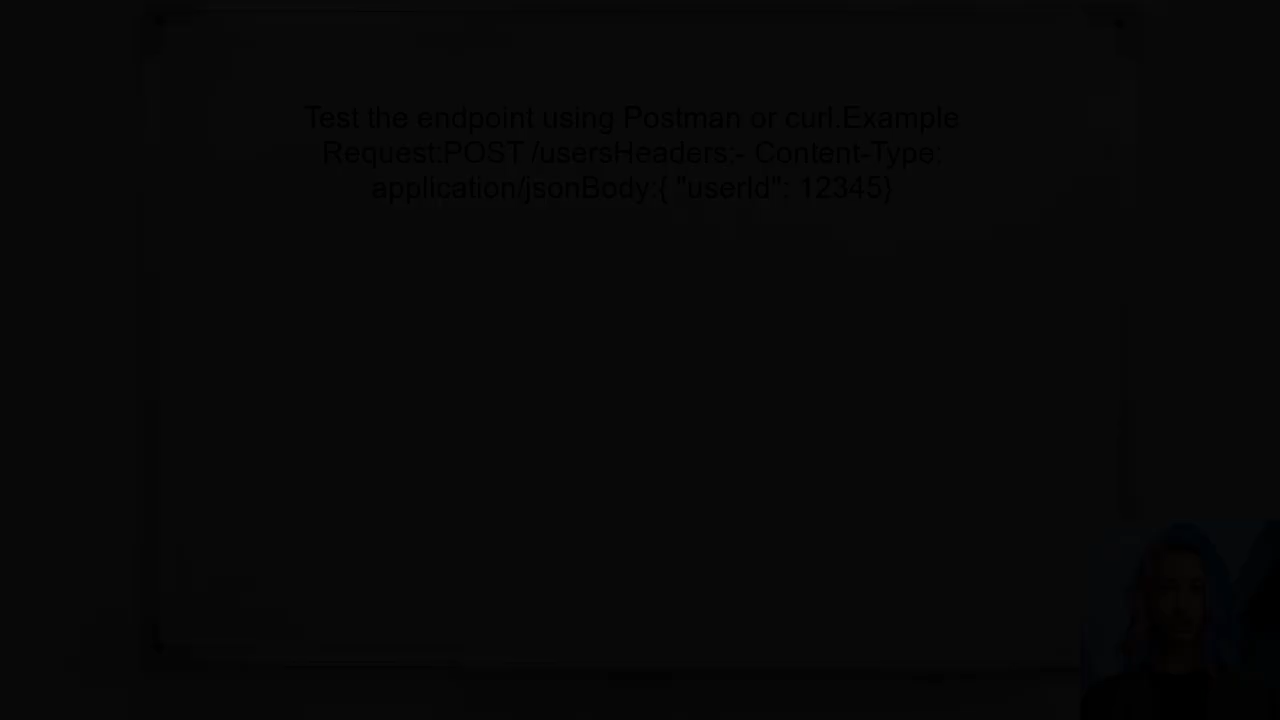 Test the endpoint using Postman or curl.Example
Request:POST /usersHeaders:- Content-Type:
application/jsonBody:{ "userId": 12345}